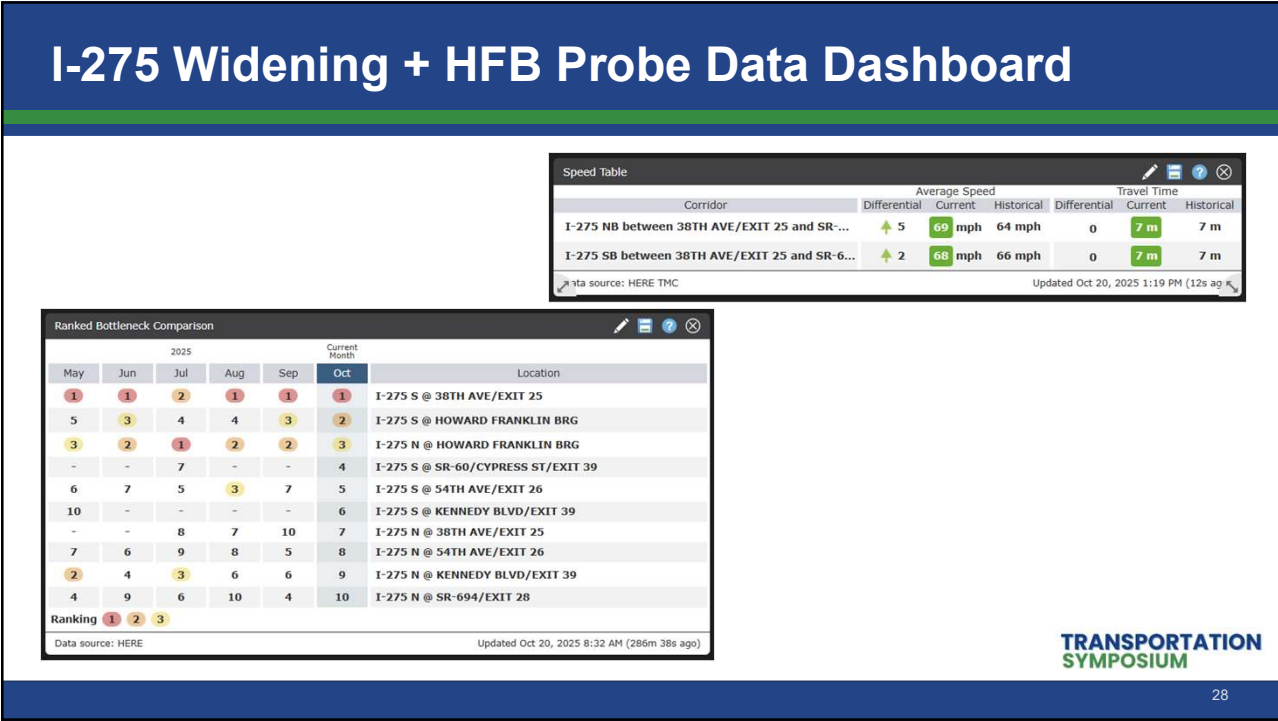 I-275 Widening + HFB Probe Data Dashboard
Speed Table
Average Speed Travel Time
Corridor Differential Current Historical Differential Current Historical
I-275 NB between 38TH AVE/EXIT 25 and SR-... 5 69 mph 64 mph 0 7 m 7 m
I-275 SB between 38TH AVE/EXIT 25 and SR-6... 2 68 mph 66 mph 0 7 m 7 m
ata source: HERE TMC Updated Oct 20, 2025 1:19 PM (12s ag
Ranked Bottleneck Comparison
2025 Current Month
May Jun Jul Aug Sep Oct Location
1 1 2 1 1 1 I-275 S @ 38TH AVE/EXIT 25
5 3 4 4 3 2 I-275 S @ HOWARD FRANKLIN BRG
3 2 1 2 2 3 I-275 N @ HOWARD FRANKLIN BRG
- - 7 - - 4 I-275 S @ SR-60/CYPRESS ST/EXIT 39
6 7 5 3 7 5 I-275 S @ 54TH AVE/EXIT 26
10 - - - - 6 I-275 S @ KENNEDY BLVD/EXIT 39
- - 8 7 10 7 I-275 N @ 38TH AVE/EXIT 25
7 6 9 8 5 8 I-275 N @ 54TH AVE/EXIT 26
2 4 3 6 6 9 I-275 N @ KENNEDY BLVD/EXIT 39
4 9 6 10 4 10 I-275 N @ SR-694/EXIT 28
Ranking 1 2 3
Data source: HERE Updated Oct 20, 2025 8:32 AM (286m 38s ago)
TRANSPORTATION
SYMPOSIUM
28